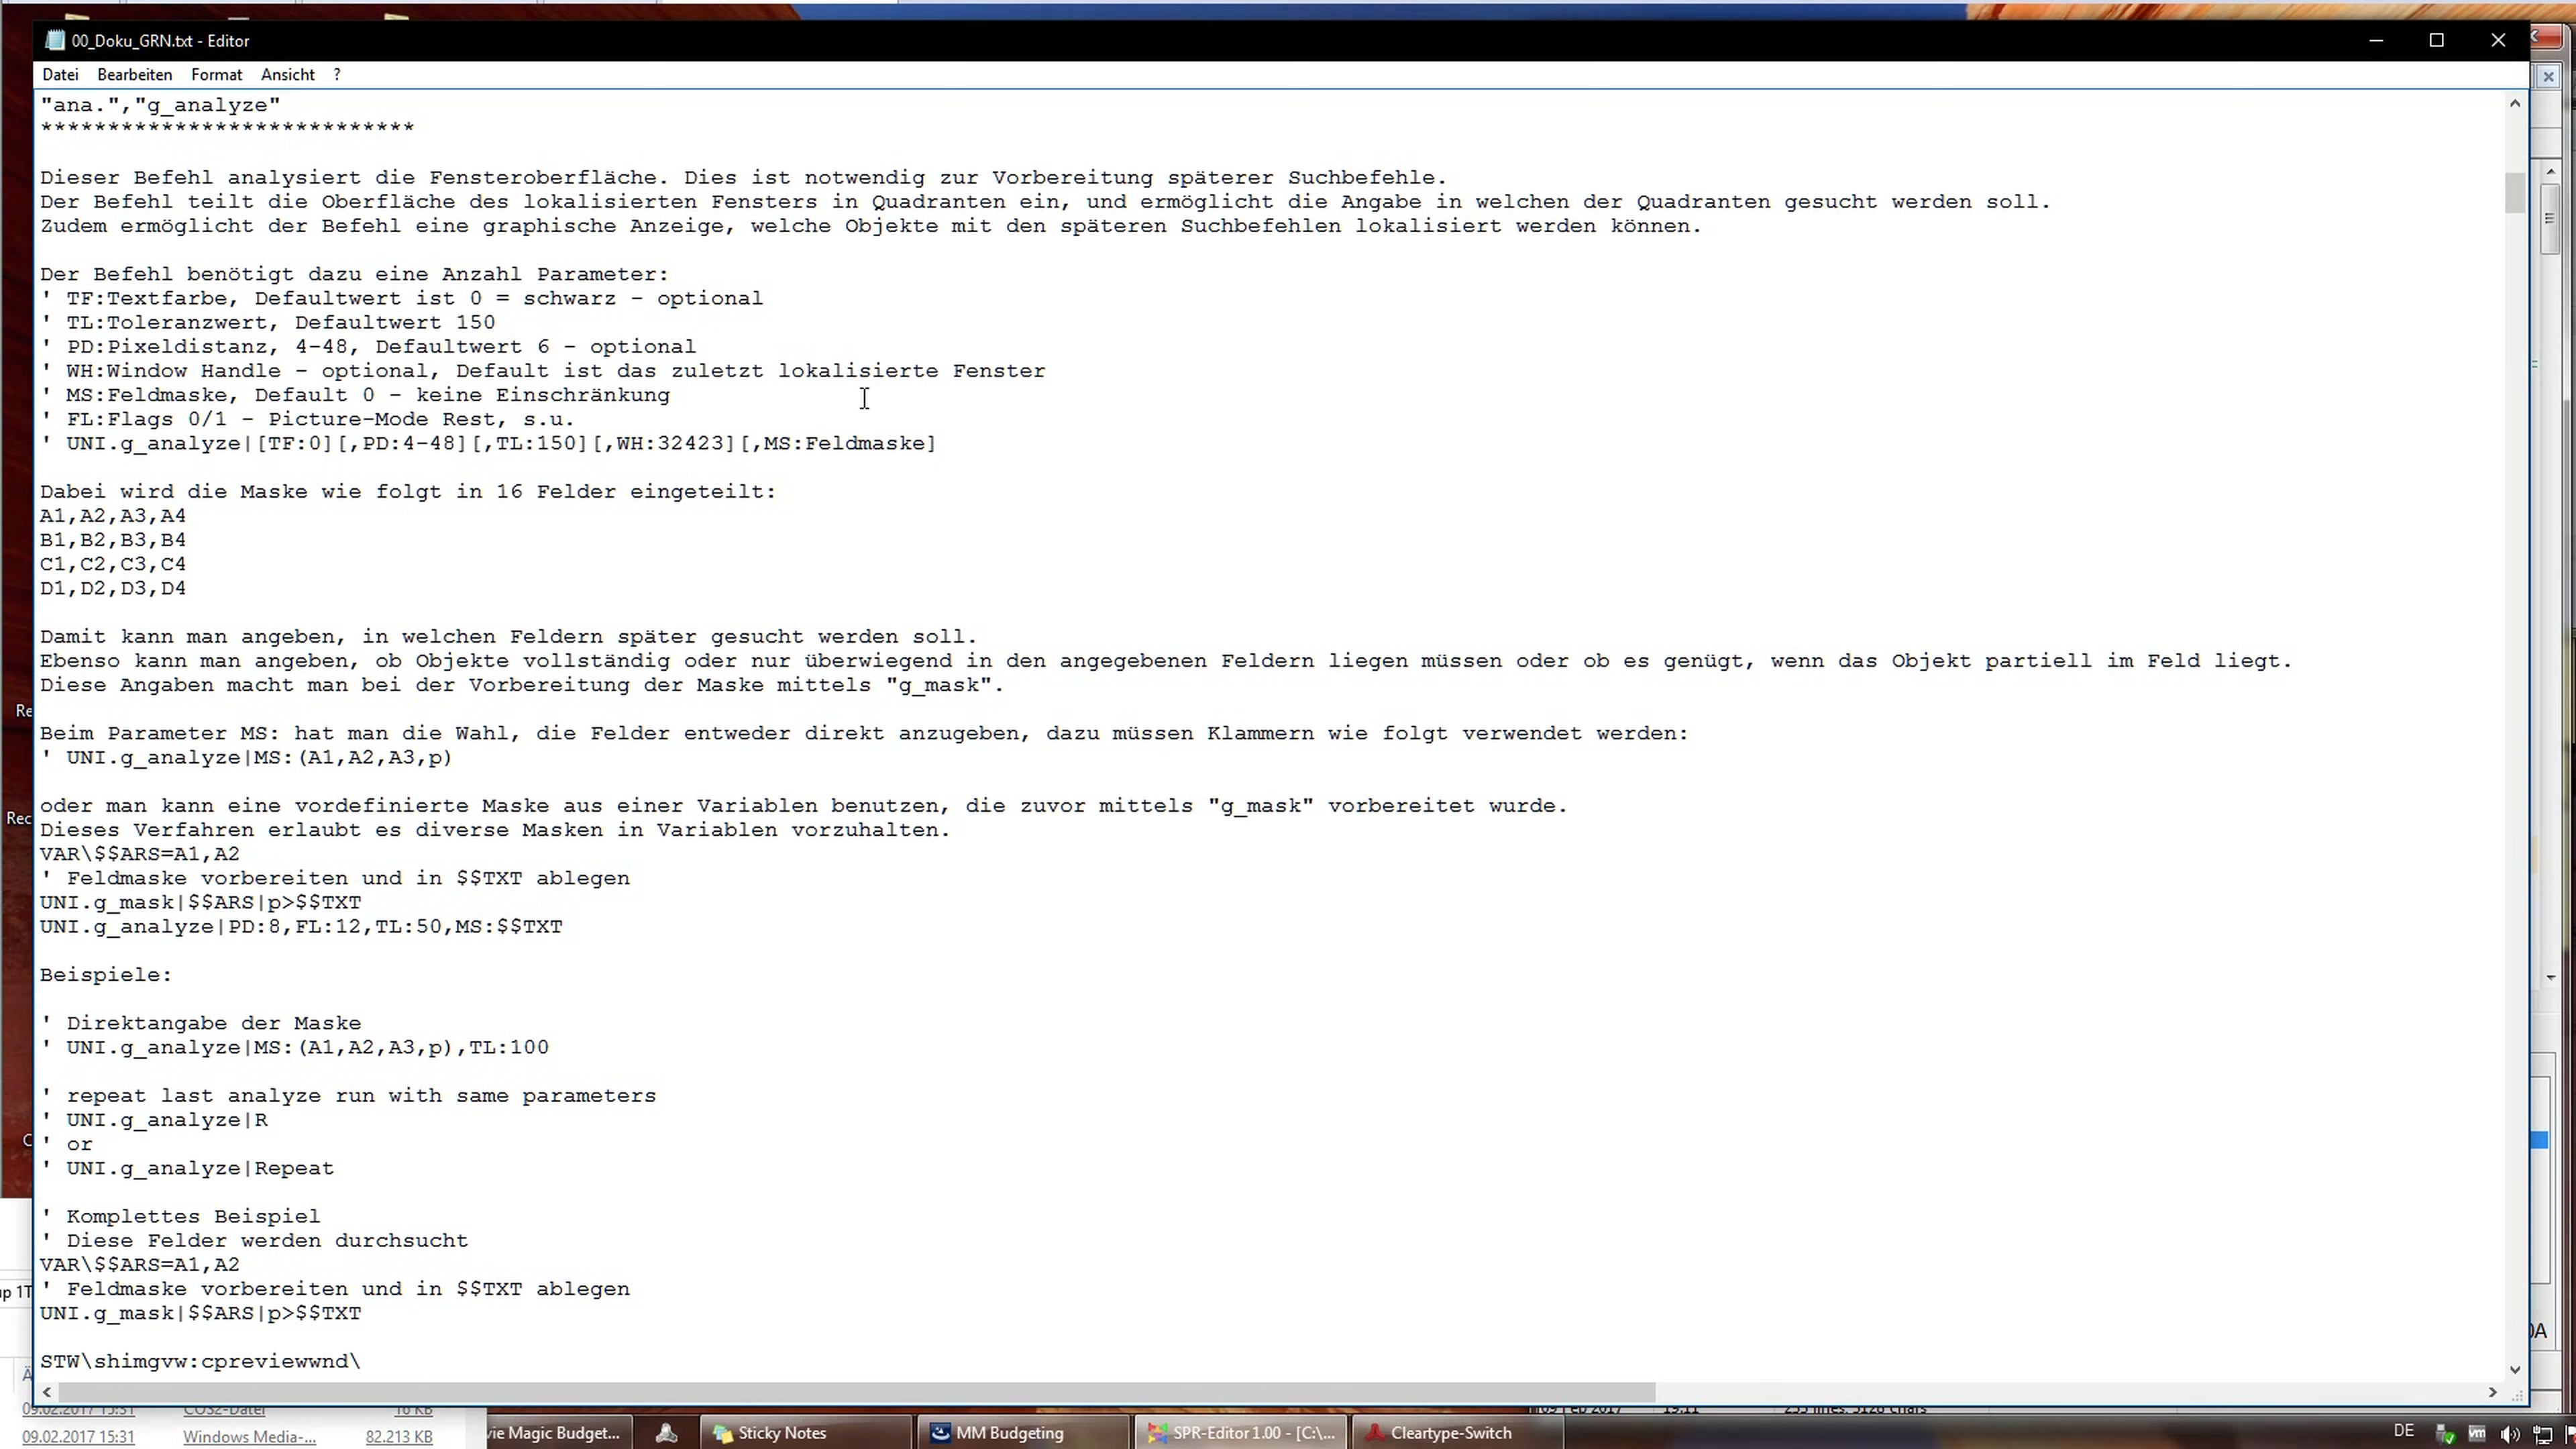 00_Doku_GRN.txt - Editor
Datei Bearbeiten Format Ansicht ?
"ana.","g_analyze"
****************************
Dieser Befehl analysiert die Fensteroberfläche. Dies ist notwendig zur Vorbereitung späterer Suchbefehle.
Der Befehl teilt die Oberfläche des lokalisierten Fensters in Quadranten ein, und ermöglicht die Angabe in welchen der Quadranten gesucht werden soll.
Zudem ermöglicht der Befehl eine graphische Anzeige, welche Objekte mit den späteren Suchbefehlen lokalisiert werden können.
Der Befehl benötigt dazu eine Anzahl Parameter:
' TF:Textfarbe, Defaultwert ist 0 = schwarz - optional
' TL:Toleranzwert, Defaultwert 150
' PD:Pixeldistanz, 4-48, Defaultwert 6 - optional
' WH:Window Handle - optional, Default ist das zuletzt lokalisierte Fenster
' MS:Feldmaske, Default 0 - keine Einschränkung
' FL:Flags 0/1 - Picture-Mode Rest, s.u.
' UNI.g_analyze|[TF:0][,PD:4-48][,TL:150][,WH:32423][,MS:Feldmaske]
Dabei wird die Maske wie folgt in 16 Felder eingeteilt:
A1,A2,A3,A4
B1,B2,B3,B4
C1,C2,C3,C4
D1,D2,D3,D4
Damit kann man angeben, in welchen Feldern später gesucht werden soll.
Ebenso kann man angeben, ob Objekte vollständig oder nur überwiegend in den angegebenen Feldern liegen müssen oder ob es genügt, wenn das Objekt partiell im Feld liegt.
Diese Angaben macht man bei der Vorbereitung der Maske mittels "g_mask".
Beim Parameter MS: hat man die Wahl, die Felder entweder direkt anzugeben, dazu müssen Klammern wie folgt verwendet werden:
' UNI.g_analyze|MS:(A1,A2,A3,p)
oder man kann eine vordefinierte Maske aus einer Variablen benutzen, die zuvor mittels "g_mask" vorbereitet wurde.
Dieses Verfahren erlaubt es diverse Masken in Variablen vorzuhalten.
VAR\$$ARS=A1,A2
' Feldmaske vorbereiten und in $$TXT ablegen
UNI.g_mask|$$ARS|p>$$TXT
UNI.g_analyze|PD:8,FL:12,TL:50,MS:$$TXT
Beispiele:
' Direktangabe der Maske
' UNI.g_analyze|MS:(A1,A2,A3,p),TL:100
' repeat last analyze run with same parameters
' UNI.g_analyze|R
' or
' UNI.g_analyze|Repeat
' Komplettes Beispiel
' Diese Felder werden durchsucht
VAR\$$ARS=A1,A2
' Feldmaske vorbereiten und in $$TXT ablegen
UNI.g_mask|$$ARS|p>$$TXT
STW\shimgvw:cpreviewwnd\
09.02.2017 15:31 Windows Media-... 82.213 KB
vie Magic Budget... Sticky Notes MM Budgeting SPR-Editor 1.00 - [C:\... Cleartype-Switch DE